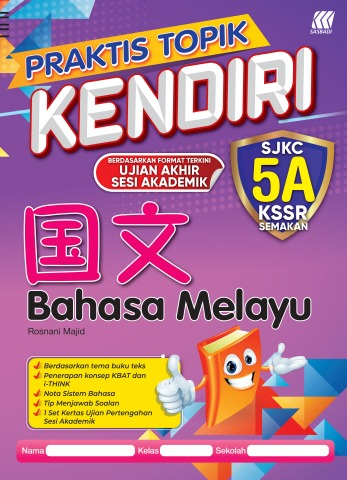 SASBADI
PRAKTIS TOPIK
KENDIRI
BERDASARKAN FORMAT TERKINI
UJIAN AKHIR
SESI AKADEMIK
SJKC
5A
KSSR
SEMAKAN
国文
Bahasa Melayu
Rosnani Majid
Berdasarkan tema buku teks
Penerapan konsep KBAT dan
i-THINK
Nota Sistem Bahasa
Tip Menjawab Soalan
1 Set Kertas Ujian Pertengahan
Sesi Akademik
Nama Kelas Sekolah